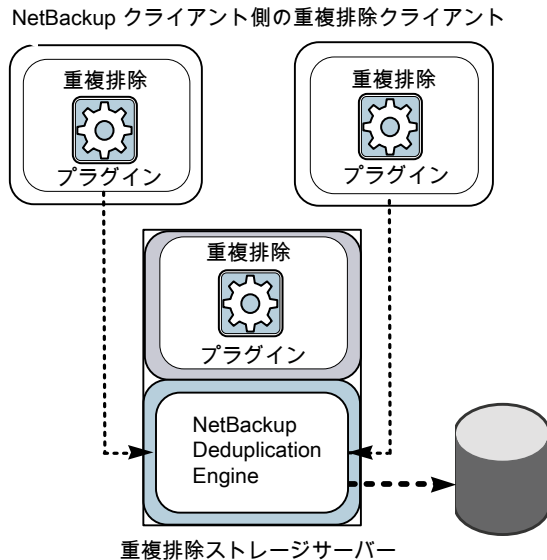 NetBackup クライアント側の重複排除クライアント
重複排除
プラグイン
重複排除
プラグイン
重複排除
プラグイン
NetBackup
Deduplication
Engine
重複排除ストレージサーバー